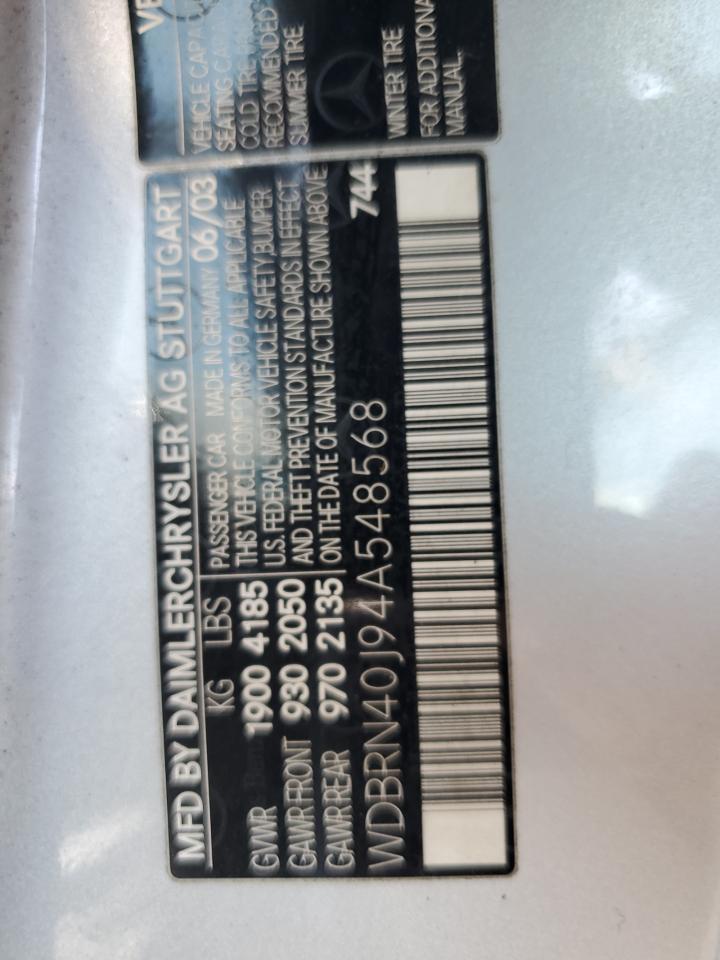 MFD BY DAIMLERCHRYSLER AG STUTTGART
KG LBS PASSENGER CAR MADE IN GERMANY 06/03
GVWR 1900 4185 THIS VEHICLE CONFORMS TO ALL APPLICABLE
U.S. FEDERAL MOTOR VEHICLE SAFETY, BUMPER
GAWR FRONT 930 2050 AND THEFT PREVENTION STANDARDS IN EFFECT
GAWR REAR 970 2135 ON THE DATE OF MANUFACTURE SHOWN ABOVE
WDBRN40J94A548568 744
VEHICLE CAPA
SEATING CA
COLD TIRE
RECOMMENDED
SUMMER TIRE
WINTER TIRE
FOR ADDITIONA
MANUAL.